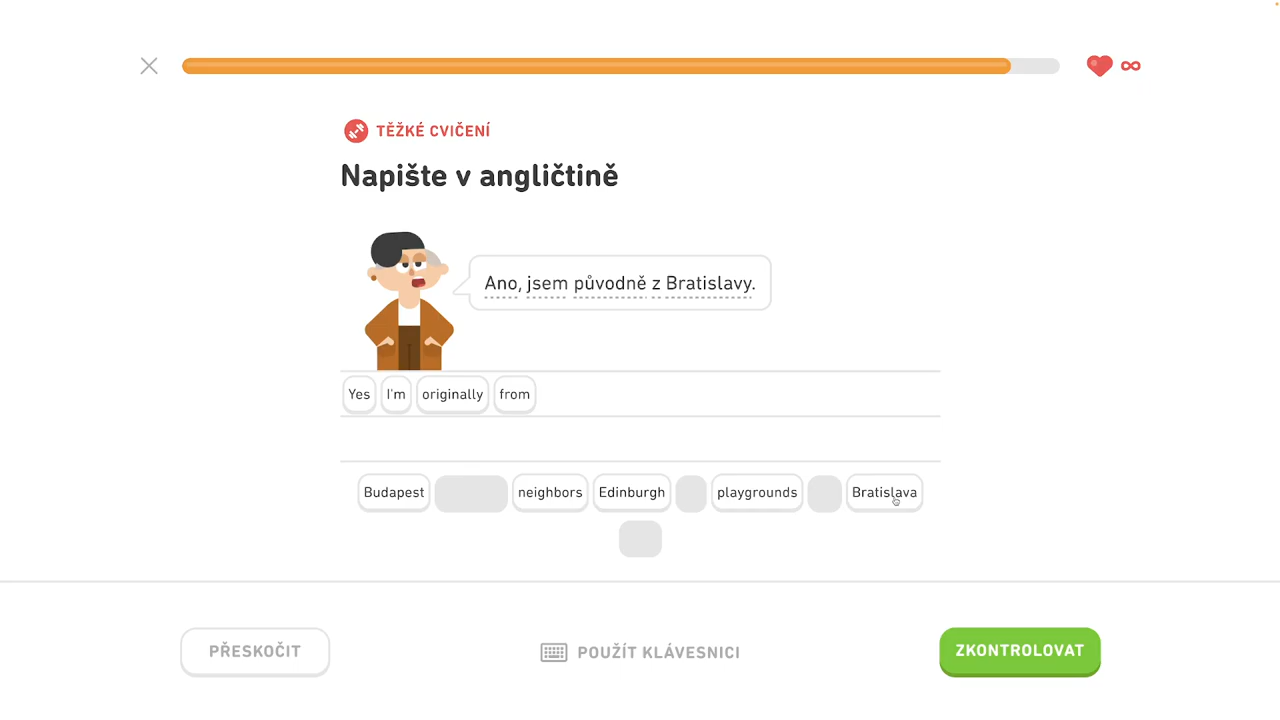 ∞
TĚŽKÉ CVIČENÍ
Napište v angličtině
Ano, jsem původně z Bratislavy.
Yes I'm originally from
Budapest neighbors Edinburgh playgrounds Bratislava
PŘESKOČIT POUŽÍT KLÁVESNICI ZKONTROLOVAT